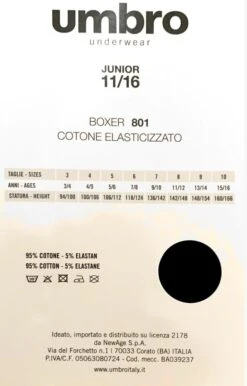 umbro
underwear
JUNIOR
11/16
BOXER 801
COTONE ELASTICIZZATO
TAGLIE - SIZES 3 4 5 6 7 8 9 10
ANNI - AGES 3/4 4/5 5/6 7/8 9/10 11/12 13/14 15/16
STATURA - HEIGHT 94/100 100/106 106/112 118/124 136/142 142/148 148/154 160/166
95% COTONE - 5% ELASTAN
95% COTTON - 5% ELASTANE
Ideato, importato e distribuito su licenza 2178
da NewAge S.p.A.
Via del Forchetto n.1 | 70033 Corato (BA) ITALIA
P.IVA/C.F. 05063080724 - Cod. mecc. BA039237
www.umbroitaly.it